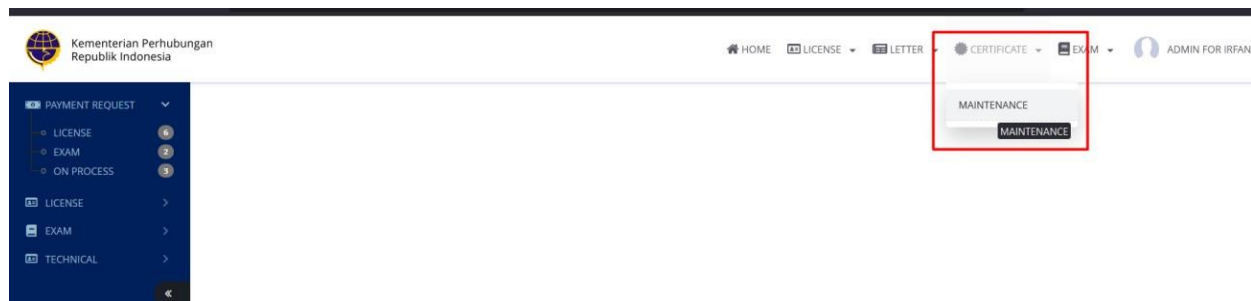 Kementerian Perhubungan
Republik Indonesia
HOME LICENSE LETTER CERTIFICATE EXAM ADMIN FOR IRFAN
PAYMENT REQUEST
LICENSE 6
EXAM 2
ON PROCESS 3
LICENSE
EXAM
TECHNICAL
MAINTENANCE
MAINTENANCE